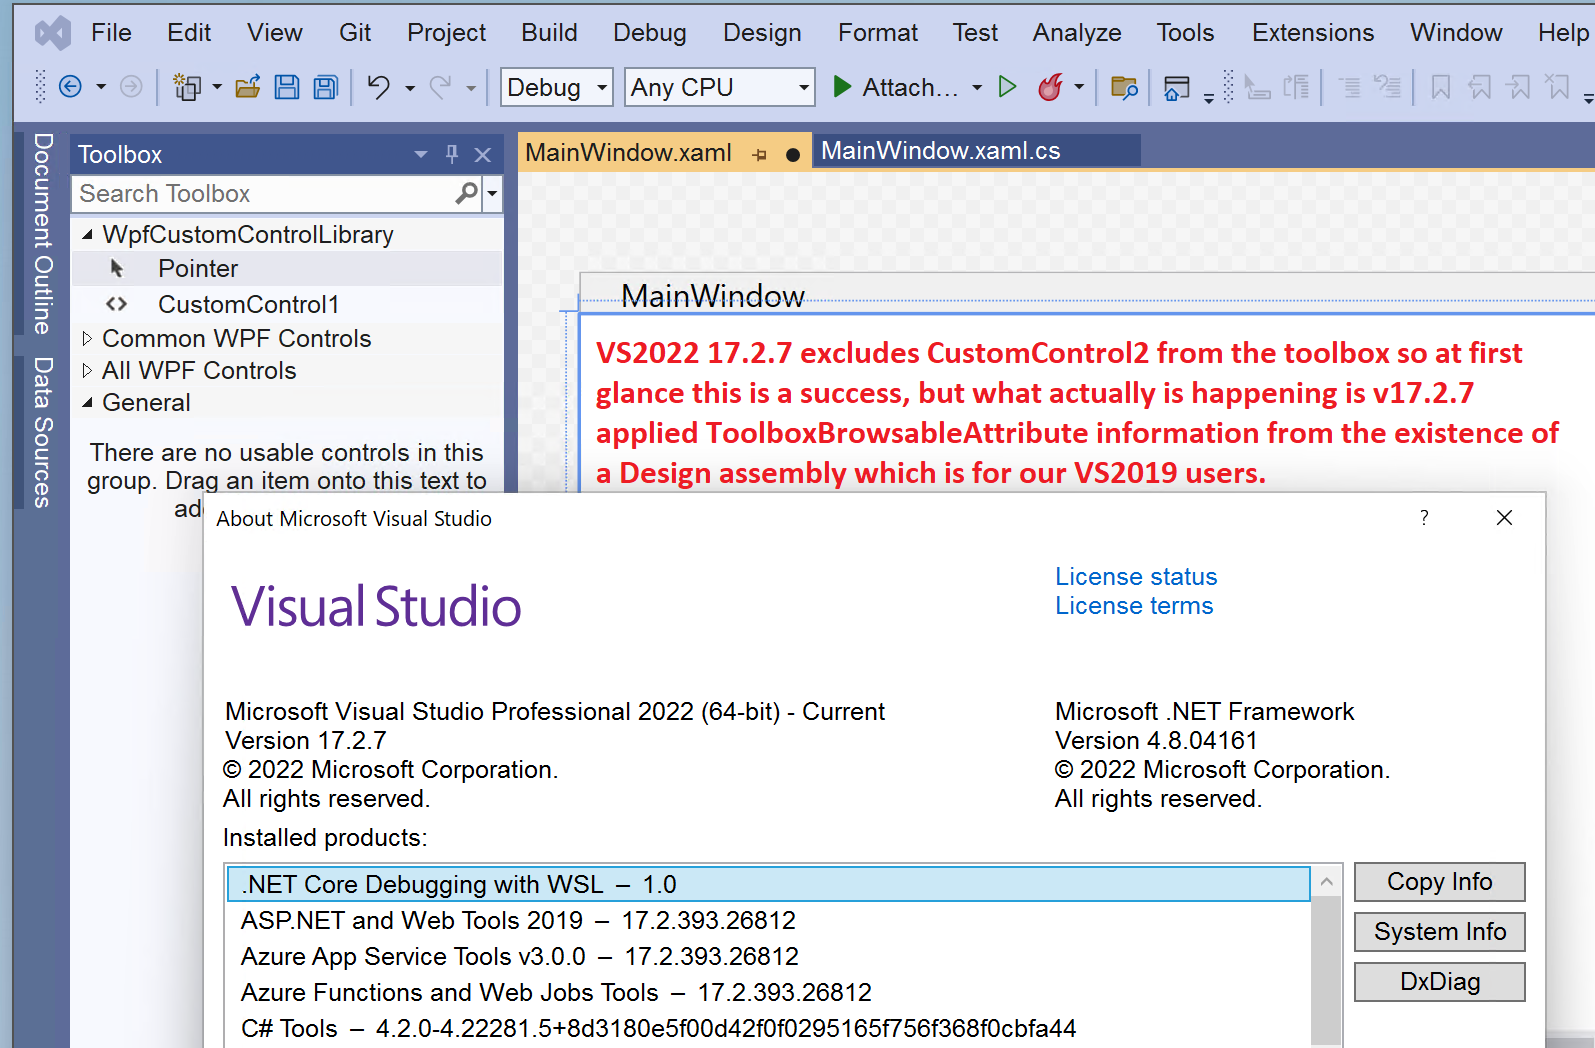 File Edit View Git Project Build Debug Design Format Test Analyze Tools Extensions Window Help
Debug Any CPU Attach...
Document Outline
Data Sources
Toolbox
Search Toolbox
WpfCustomControlLibrary
Pointer
CustomControl1
Common WPF Controls
All WPF Controls
General
There are no usable controls in this
group. Drag an item onto this text to
MainWindow.xaml MainWindow.xaml.cs
MainWindow
VS2022 17.2.7 excludes CustomControl2 from the toolbox so at first
glance this is a success, but what actually is happening is v17.2.7
applied ToolboxBrowsableAttribute information from the existence of
a Design assembly which is for our VS2019 users.
About Microsoft Visual Studio ?
Visual Studio
License status
License terms
Microsoft Visual Studio Professional 2022 (64-bit) - Current
Version 17.2.7
© 2022 Microsoft Corporation.
All rights reserved.
Microsoft .NET Framework
Version 4.8.04161
© 2022 Microsoft Corporation.
All rights reserved.
Installed products:
.NET Core Debugging with WSL – 1.0
ASP.NET and Web Tools 2019 – 17.2.393.26812
Azure App Service Tools v3.0.0 – 17.2.393.26812
Azure Functions and Web Jobs Tools – 17.2.393.26812
C# Tools – 4.2.0-4.22281.5+8d3180e5f00d42f0f0295165f756f368f0cbfa44
Copy Info
System Info
DxDiag